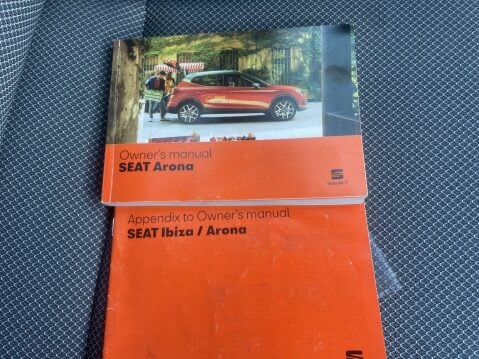 Owner's manual
SEAT Arona
SEAT
Appendix to Owner's manual
SEAT Ibiza / Arona